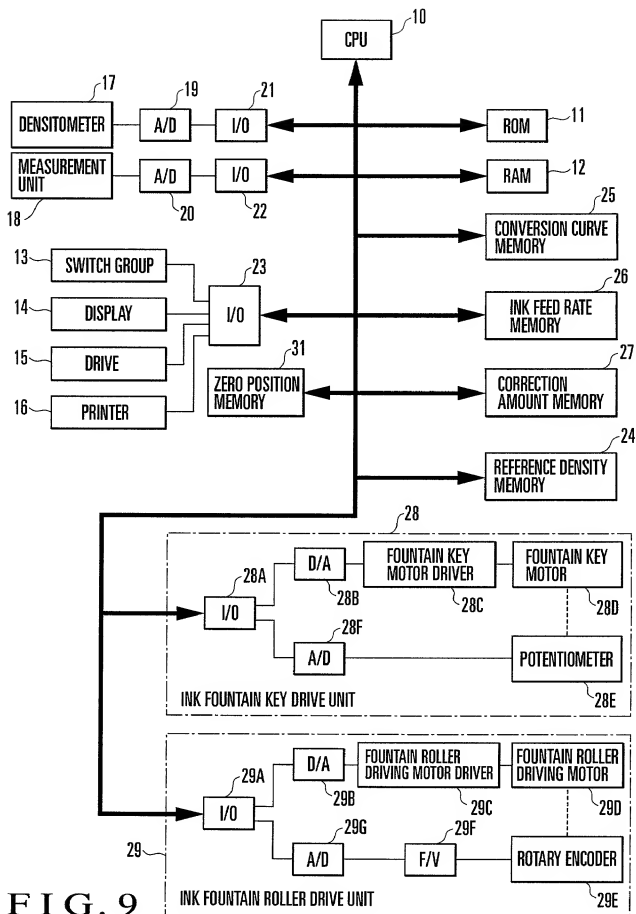 10
CPU
17
19
21
11
DENSITOMETER
A/D
I/O
ROM
MEASUREMENT
UNIT
A/D
I/O
RAM
12
18
20
22
25
CONVERSION CURVE
MEMORY
13
SWITCH GROUP
23
14
DISPLAY
I/O
26
INK FEED RATE
MEMORY
15
DRIVE
31
27
16
PRINTER
ZERO POSITION
MEMORY
CORRECTION
AMOUNT MEMORY
24
REFERENCE DENSITY
MEMORY
28
28A
I/O
D/A
28B
FOUNTAIN KEY
MOTOR DRIVER
28C
FOUNTAIN KEY
MOTOR
28D
28F
A/D
POTENTIOMETER
28E
INK FOUNTAIN KEY DRIVE UNIT
29A
I/O
D/A
29B
FOUNTAIN ROLLER
DRIVING MOTOR DRIVER
29C
FOUNTAIN ROLLER
DRIVING MOTOR
29D
29G
A/D
29F
F/V
ROTARY ENCODER
29E
29
INK FOUNTAIN ROLLER DRIVE UNIT
FIG. 9